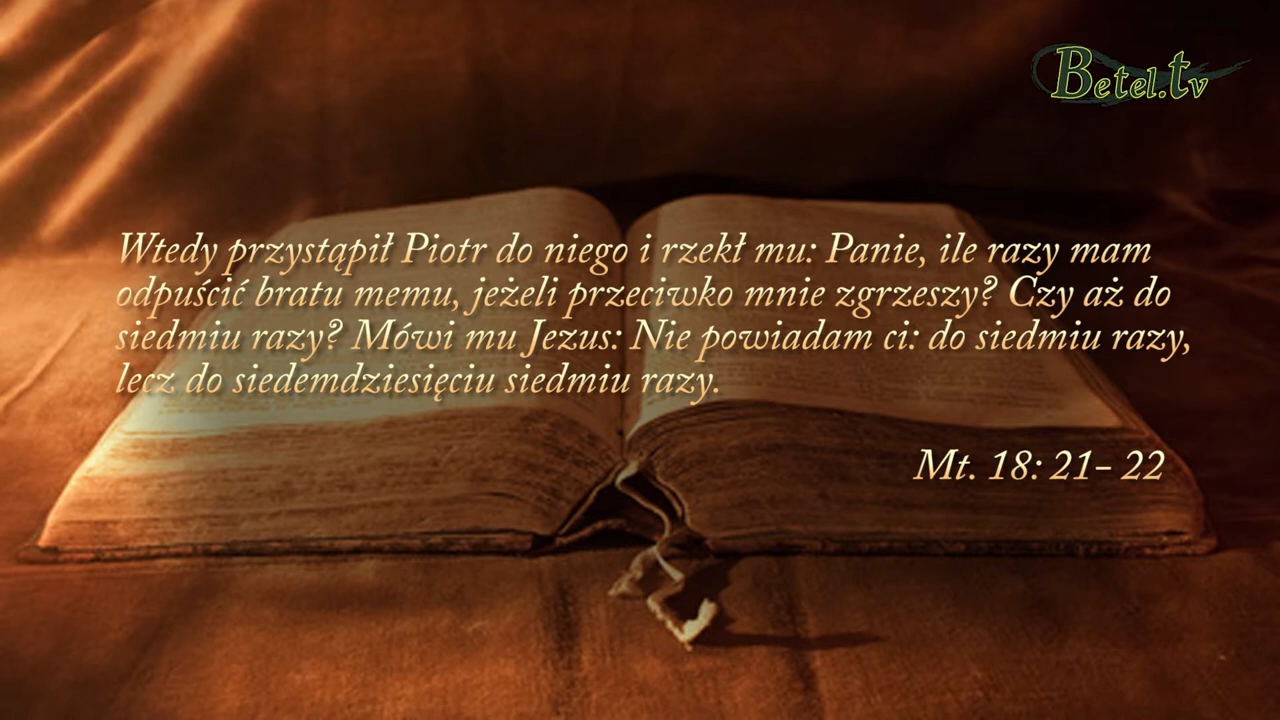 Betel.tv
Wtedy przystąpił Piotr do niego i rzekł mu: Panie, ile razy mam
odpuścić bratu memu, jeżeli przeciwko mnie zgrzeszy? Czy aż do
siedmiu razy? Mówi mu Jezus: Nie powiadam ci: do siedmiu razy,
lecz do siedemdziesięciu siedmiu razy.
Mt. 18: 21- 22